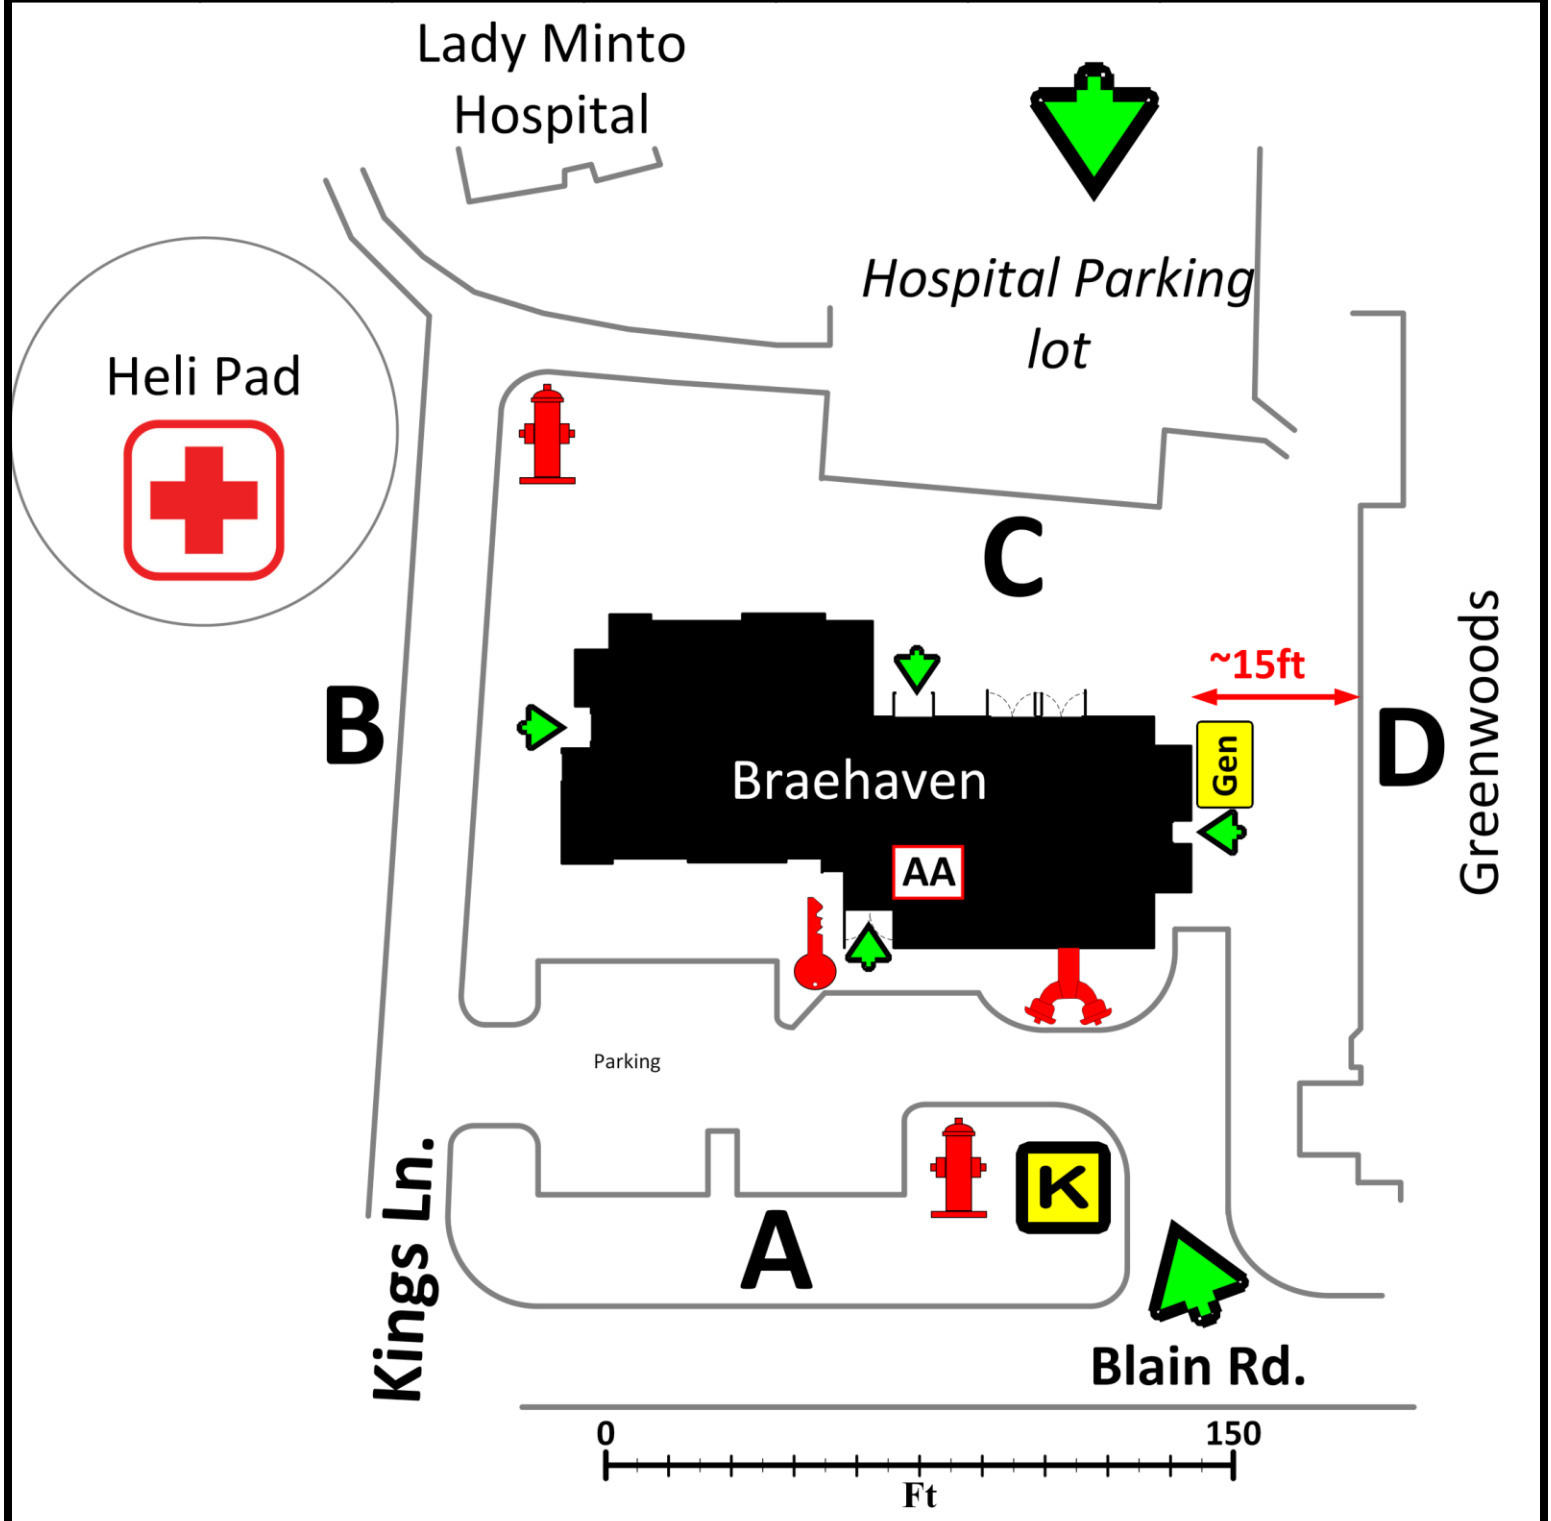 Lady Minto
Hospital
Hospital Parking
lot
Heli Pad
C
~15ft
B
D
Greenwoods
Gen
Braehaven
AA
Parking
K
A
Kings Ln.
Blain Rd.
0
150
Ft